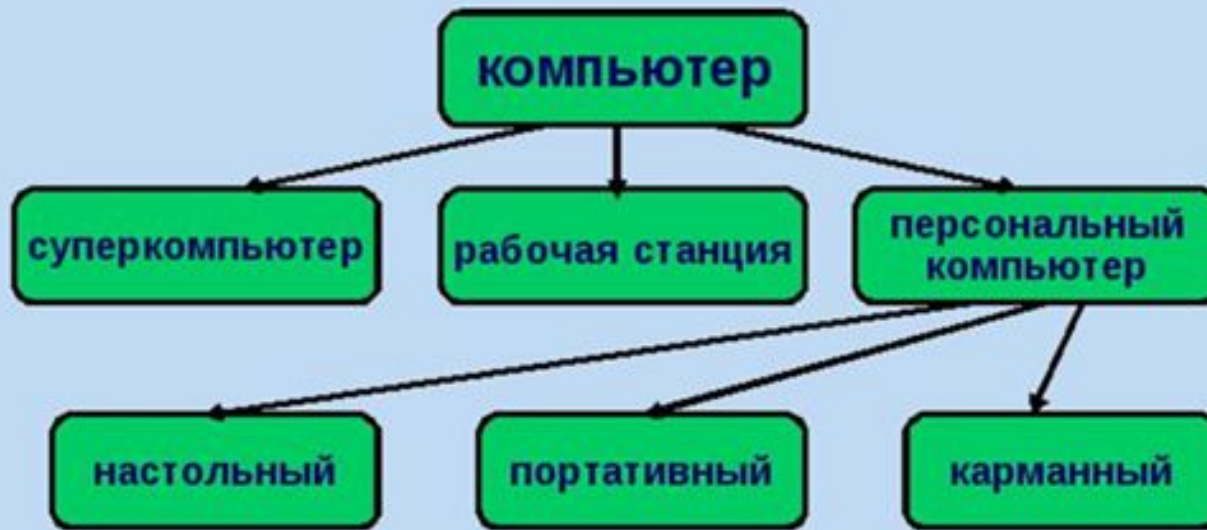 компьютер
суперкомпьютер
рабочая станция
персональный
компьютер
настольный
портативный
карманный